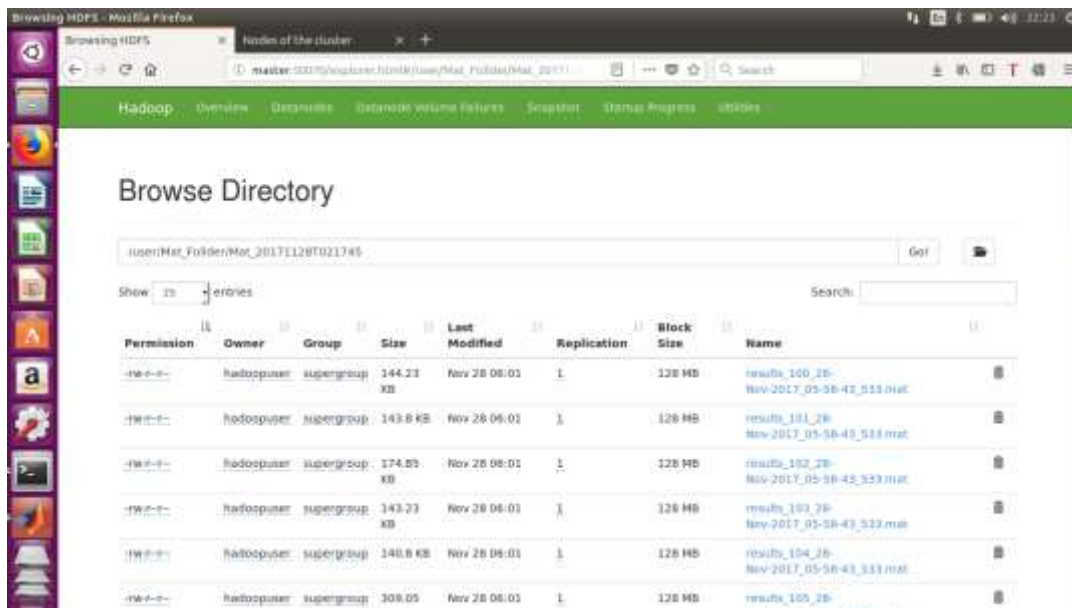 Browsing HDFS - Mozilla Firefox
22:21
Browsing HDFS
Nodes of the cluster
master
Search
Hadoop Overview Datanodes Datanode Volume Failures Snapshot Startup Progress Utilities
Browse Directory
/user/Mat_Follder/Mat_20171128T021745
Go!
Show 25 entries
Search:
Permission Owner Group Size Last Modified Replication Block Size Name
-rw-r--r-- hadoopuser supergroup 144.23 KB Nov 28 06:01 1 128 MB results_100_28-
Nov-2017_05-58-43_533.mat
-rw-r--r-- hadoopuser supergroup 143.8 KB Nov 28 06:01 1 128 MB results_101_28-
Nov-2017_05-58-43_533.mat
-rw-r--r-- hadoopuser supergroup 174.85 KB Nov 28 06:01 1 128 MB results_102_28-
Nov-2017_05-58-43_533.mat
-rw-r--r-- hadoopuser supergroup 143.23 KB Nov 28 06:01 1 128 MB results_103_28-
Nov-2017_05-58-43_533.mat
-rw-r--r-- hadoopuser supergroup 140.8 KB Nov 28 06:01 1 128 MB results_104_28-
Nov-2017_05-58-43_533.mat
-rw-r--r-- hadoopuser supergroup 309.05 Nov 28 06:01 1 128 MB results_105_28-